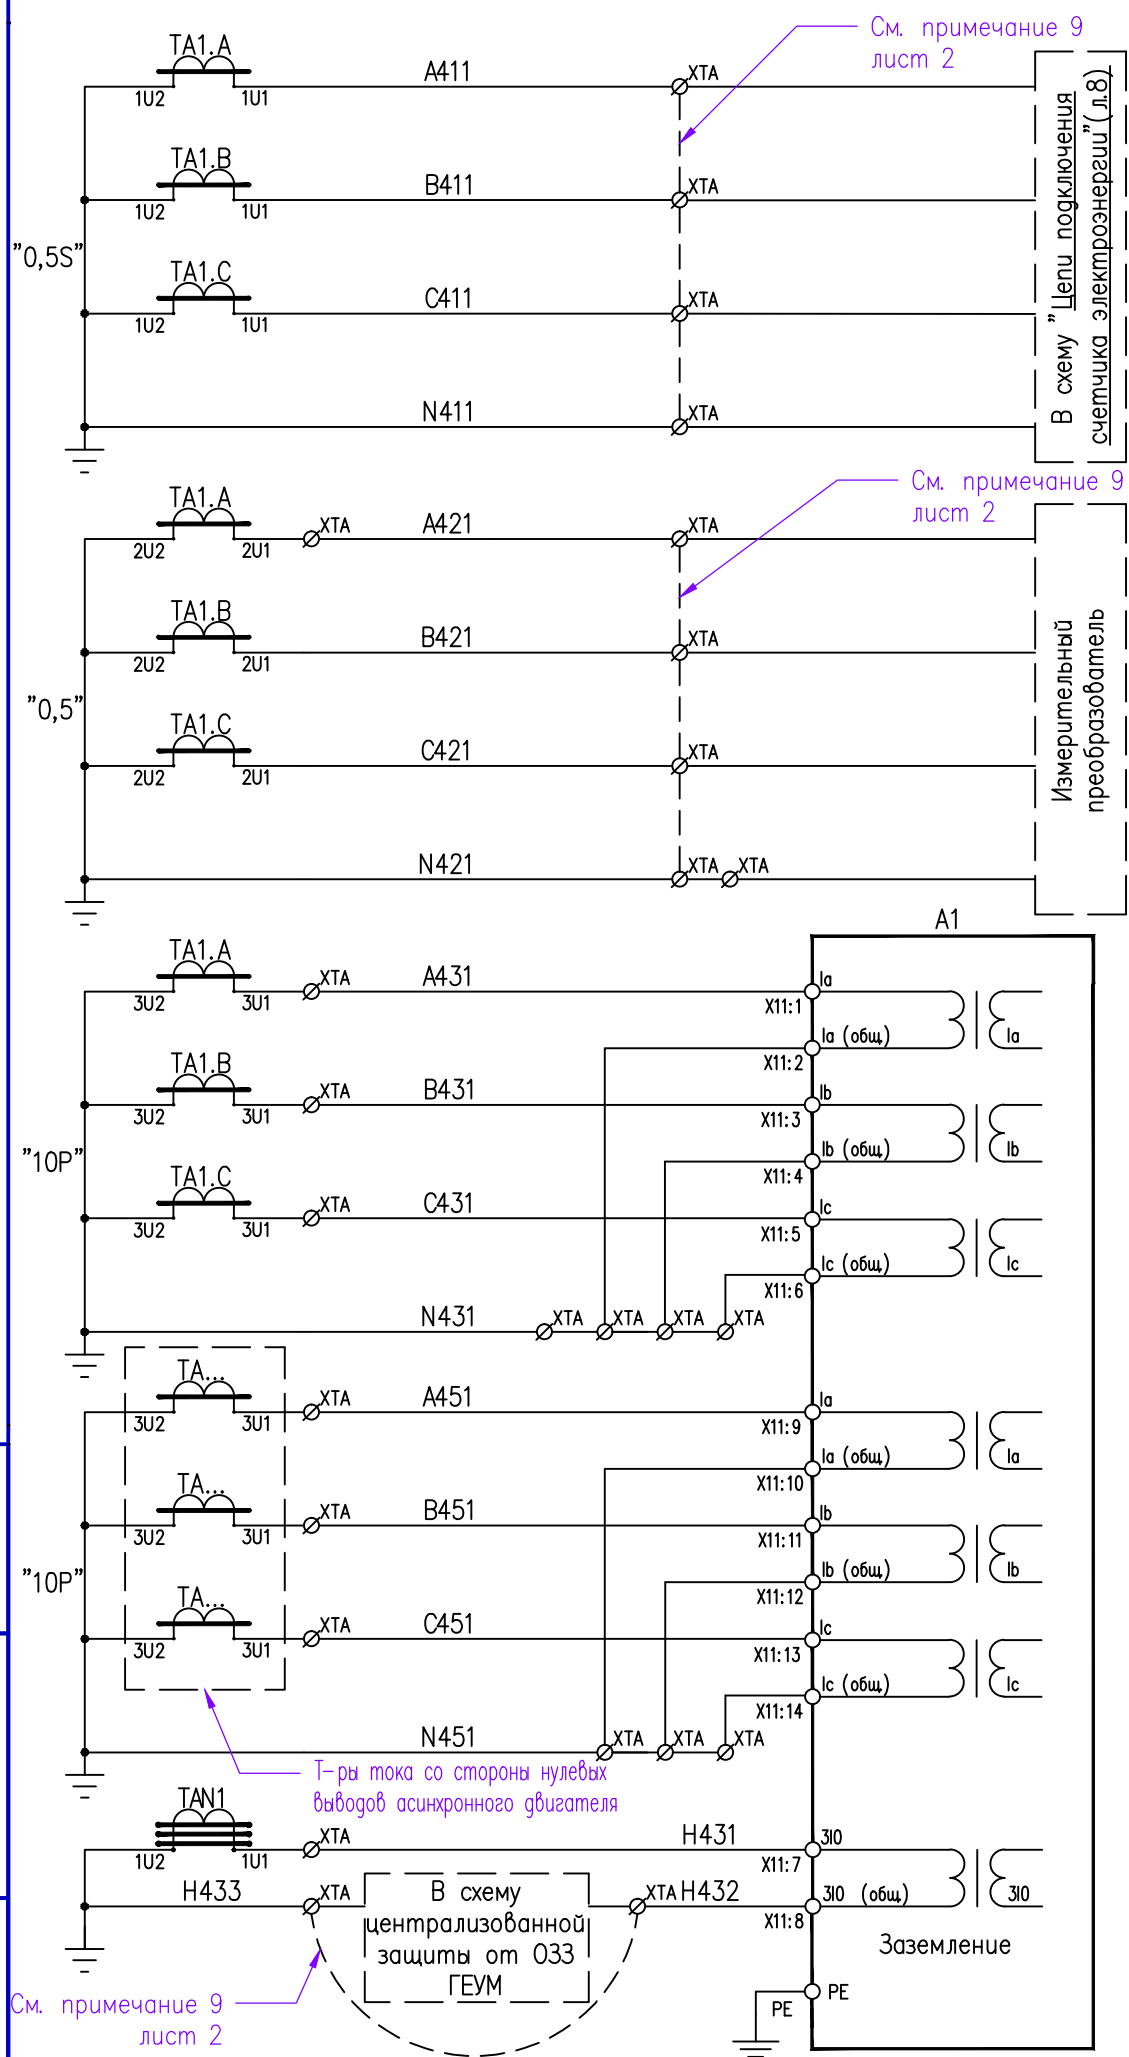 См. примечание 9
лист 2
TA1.A
1U2
1U1
A411
XTA
TA1.B
1U2
1U1
B411
XTA
"0,5S"
TA1.C
1U2
1U1
C411
XTA
N411
XTA
В схему "Цепи подключения
счетчика электроэнергии"(л.8)
См. примечание 9
лист 2
TA1.A
2U2
2U1
XTA
A421
XTA
TA1.B
2U2
2U1
B421
XTA
"0,5"
TA1.C
2U2
2U1
C421
XTA
N421
XTA
XTA
Измерительный
преобразователь
A1
TA1.A
3U2
3U1
XTA
A431
X11:1
Ia
Ia (общ)
Ia
X11:2
TA1.B
3U2
3U1
XTA
B431
X11:3
Ib
Ib (общ)
Ib
X11:4
"10P"
TA1.C
3U2
3U1
XTA
C431
X11:5
Ic
Ic (общ)
Ic
X11:6
N431
XTA
XTA
XTA
XTA
TA...
3U2
3U1
XTA
A451
X11:9
Ia
Ia (общ)
Ia
X11:10
TA...
3U2
3U1
XTA
B451
X11:11
Ib
Ib (общ)
Ib
X11:12
"10P"
TA...
3U2
3U1
XTA
C451
X11:13
Ic
Ic (общ)
Ic
X11:14
N451
XTA
XTA
XTA
Т-ры тока со стороны нулевых
выводов асинхронного двигателя
TAN1
1U2
1U1
XTA
H431
X11:7
3I0
3I0 (общ)
3I0
X11:8
H433
XTA
В схему
централизованной
защиты от ОЗЗ
ГЕУМ
XTA
H432
Заземление
См. примечание 9
лист 2
PE
PE